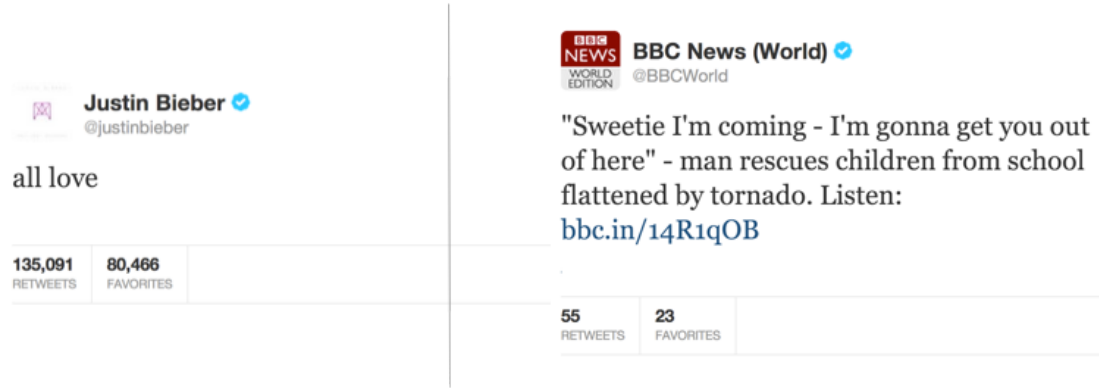 Justin Bieber
@justinbieber
all love
135,091 80,466
RETWEETS FAVORITES
BBC
NEWS
WORLD
EDITION
BBC News (World)
@BBCWorld
"Sweetie I'm coming - I'm gonna get you out
of here" - man rescues children from school
flattened by tornado. Listen:
bbc.in/14R1qOB
55 23
RETWEETS FAVORITES